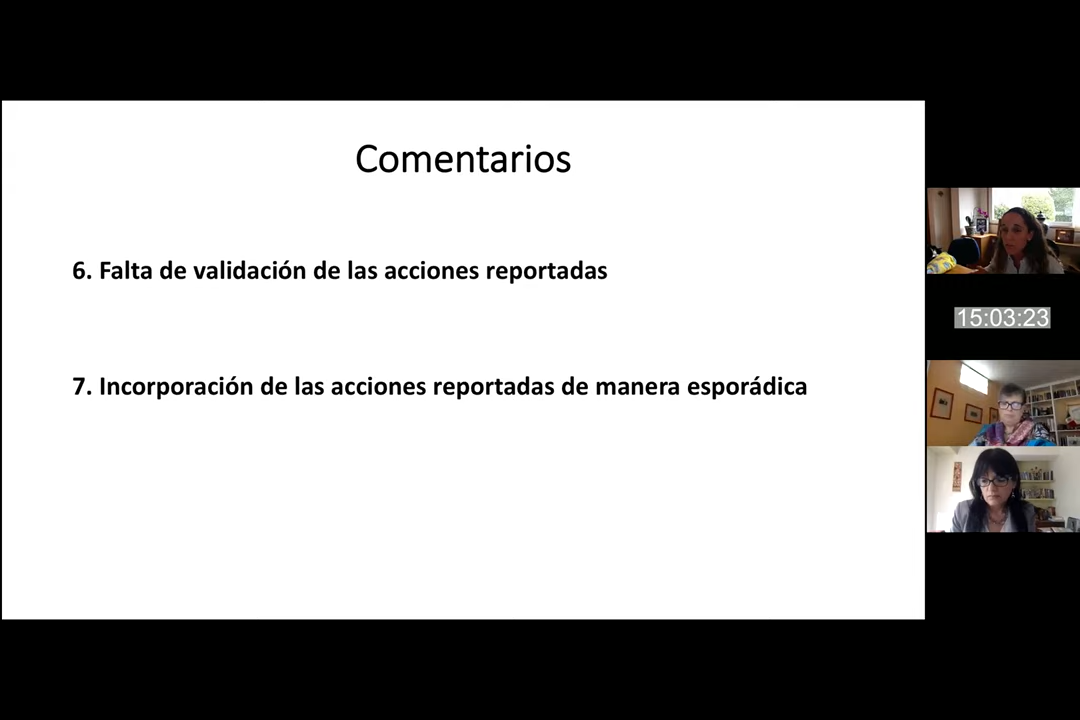 Comentarios
6. Falta de validación de las acciones reportadas
7. Incorporación de las acciones reportadas de manera esporádica
15:03:23